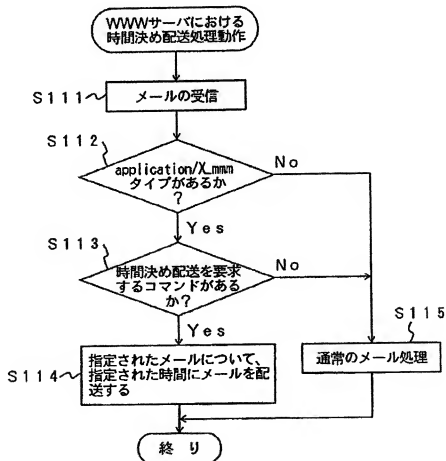 WWWサーバにおける
時間決め配送処理動作
S111
メールの受信
S112
application/X_mmm
タイプがあるか
?
No
Yes
S113
時間決め配送を要求
するコマンドがある
か?
No
Yes
S115
通常のメール処理
S114
指定されたメールについて、
指定された時間にメールを配
送する
終り